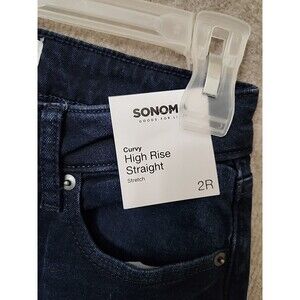 SONOM
GOODS FOR LI
Curvy
High Rise
Straight
Stretch
2R